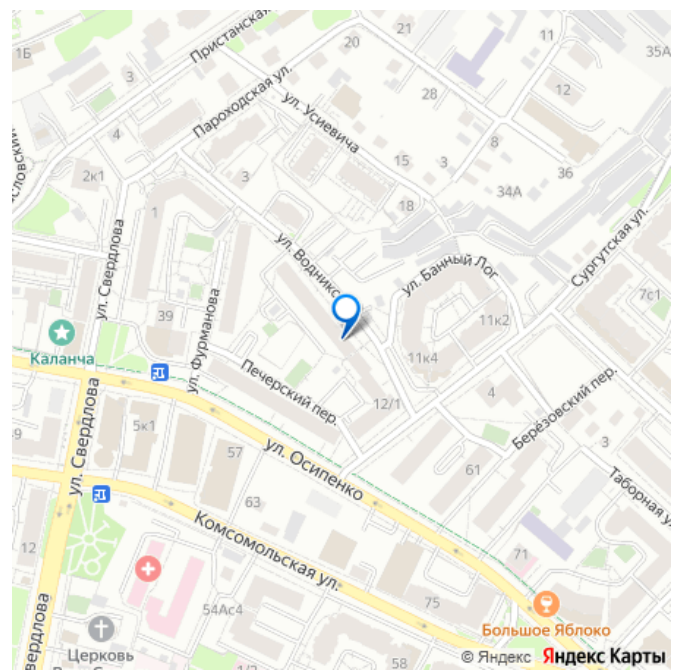 1Б
3
Пристанская
20
21
11
35А
Пароходская ул.
28
12
4
ул. Усиевича
8
15
3
36
2к1
3
18
34А
1
ул. Свердлова
ул. Водников
ул. Банный Лог
Сургутская ул.
7с1
ул. Фурманова
39
11к2
Каланча
11к4
Печерский пер.
4
12/1
Берёзовский пер.
9
5к1
57
ул. Осипенко
3
ул. Свердлова
61
Таборная
63
Комсомольская ул.
71
12
54Ас4
75
Свердлова
Большое Яблоко
Церковь
58
© Яндекс Яндекс Карты